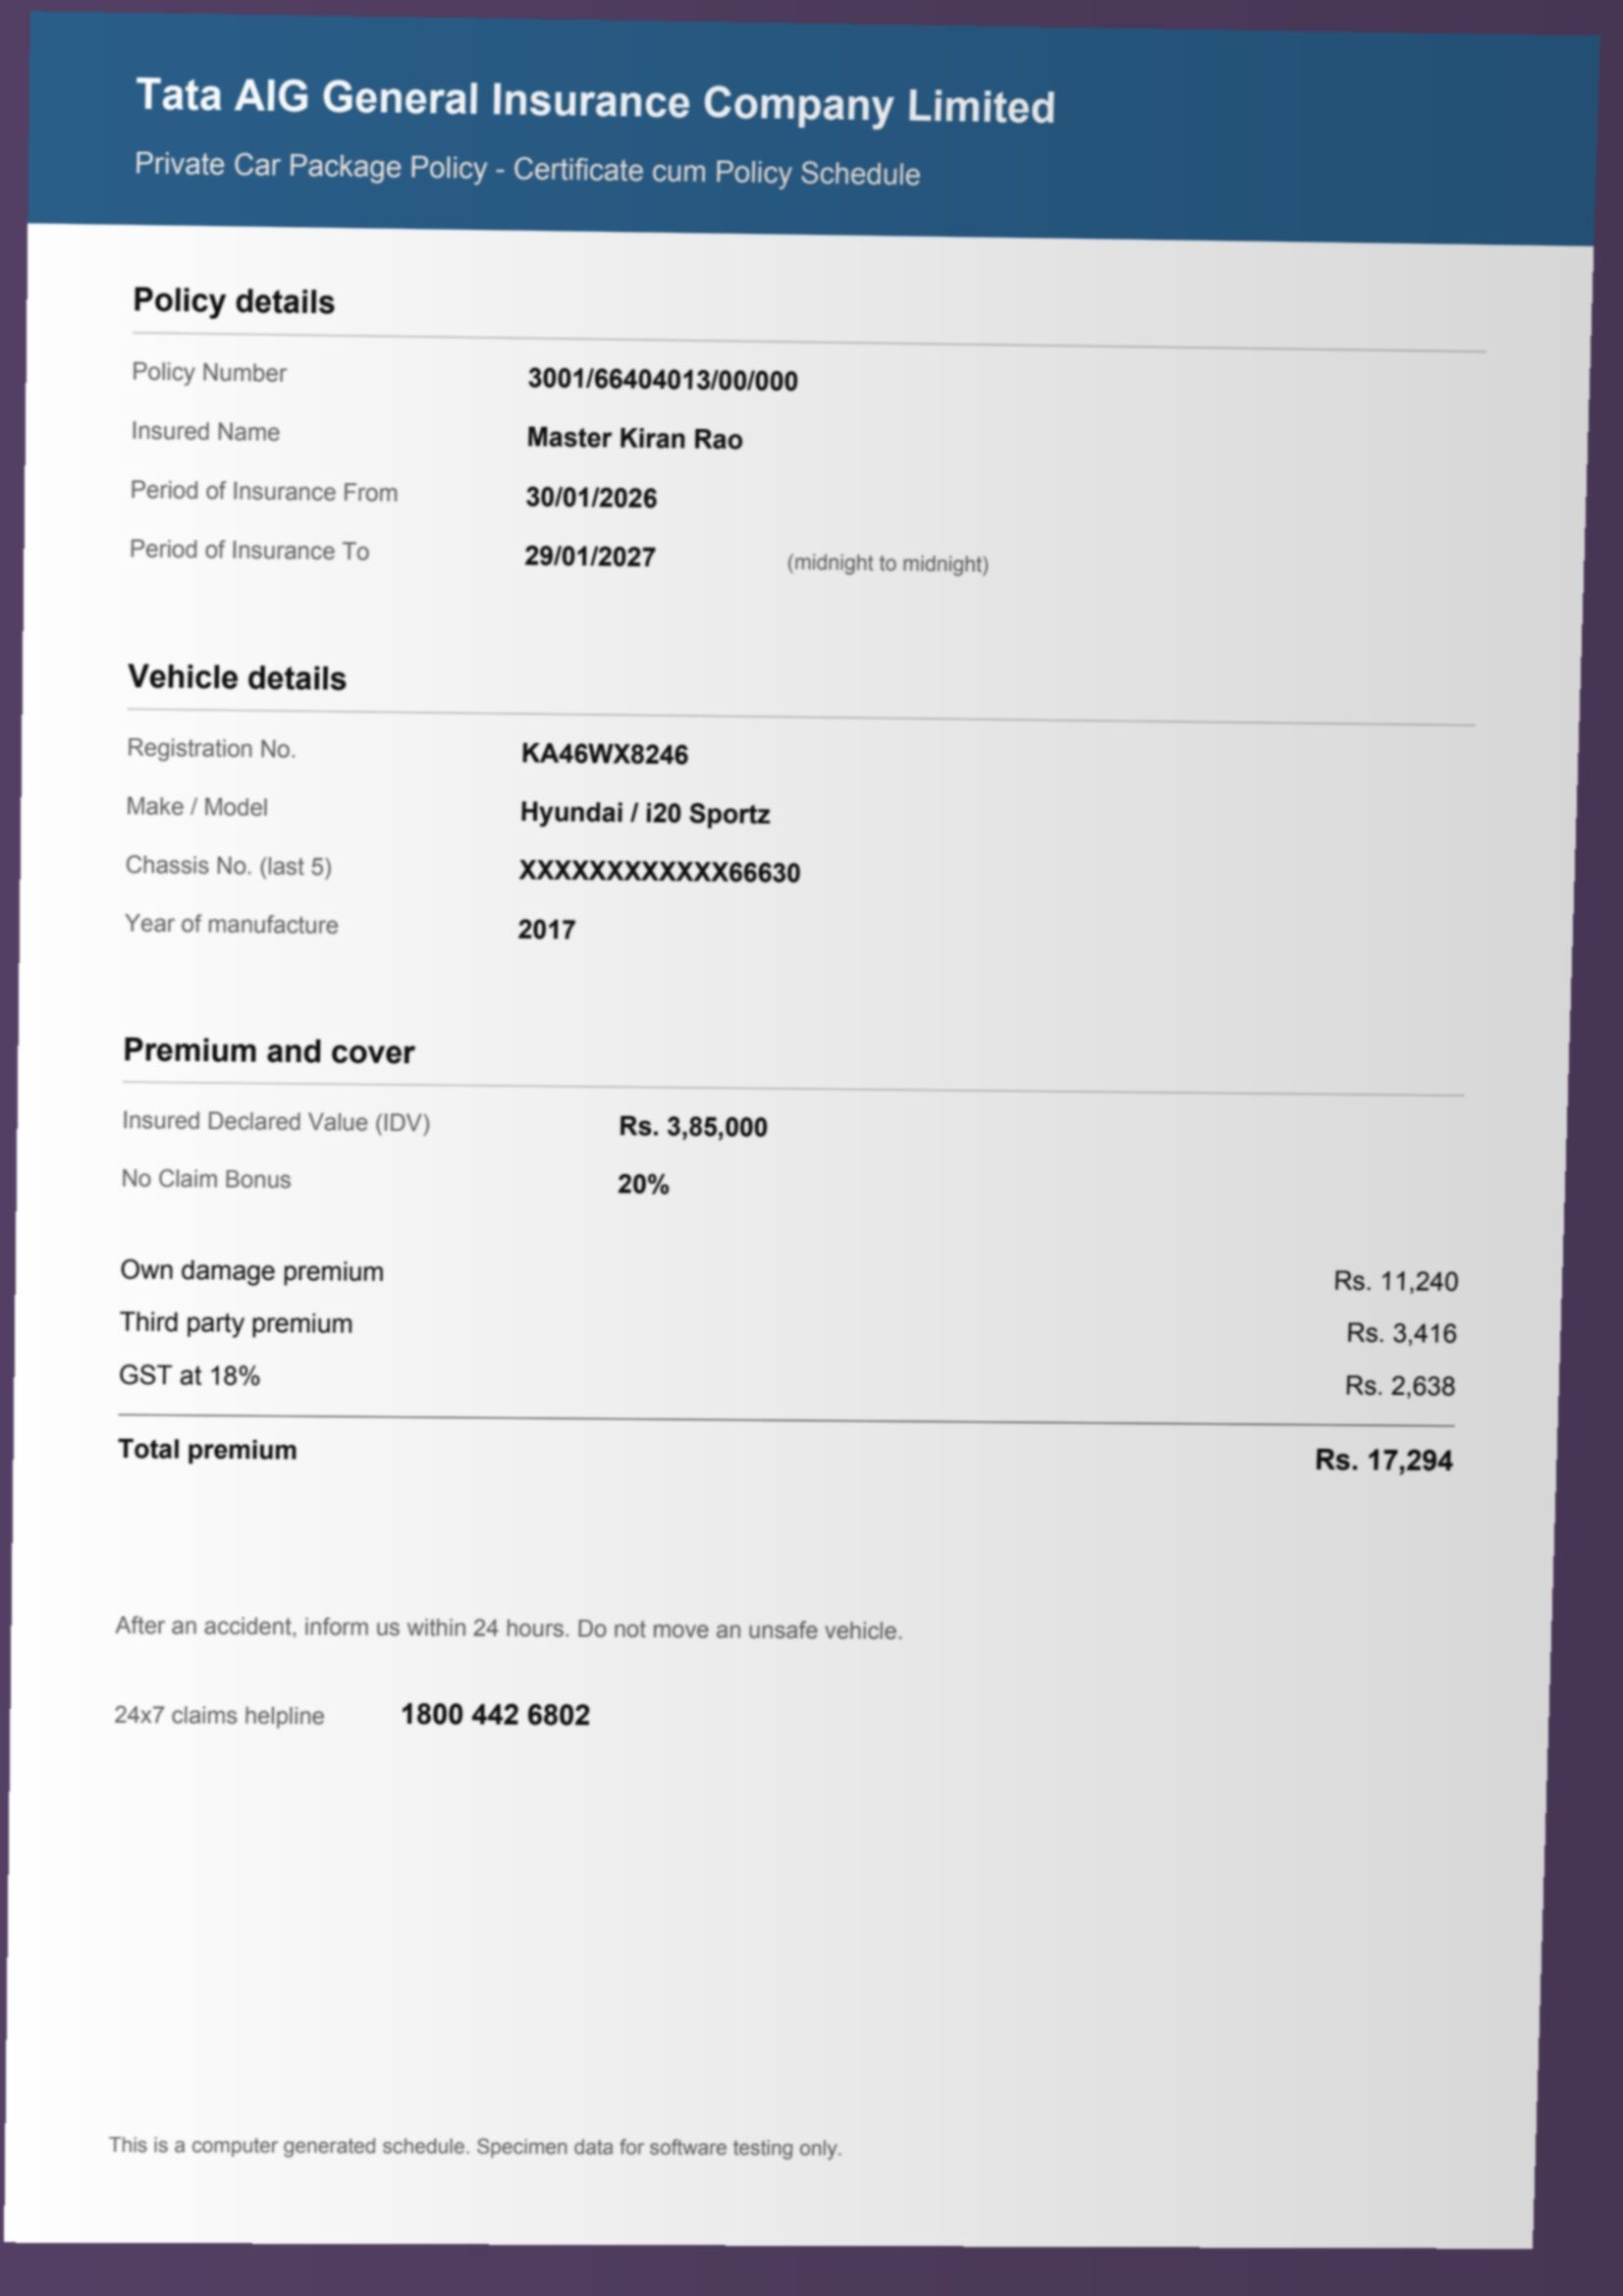 Tata AIG General Insurance Company Limited
Private Car Package Policy - Certificate cum Policy Schedule
Policy details
Policy Number 3001/66404013/00/000
Insured Name Master Kiran Rao
Period of Insurance From 30/01/2026
Period of Insurance To 29/01/2027 (midnight to midnight)
Vehicle details
Registration No. KA46WX8246
Make / Model Hyundai / i20 Sportz
Chassis No. (last 5) XXXXXXXXXXXX66630
Year of manufacture 2017
Premium and cover
Insured Declared Value (IDV) Rs. 3,85,000
No Claim Bonus 20%
Own damage premium Rs. 11,240
Third party premium Rs. 3,416
GST at 18% Rs. 2,638
Total premium Rs. 17,294
After an accident, inform us within 24 hours. Do not move an unsafe vehicle.
24x7 claims helpline 1800 442 6802
This is a computer generated schedule. Specimen data for software testing only.